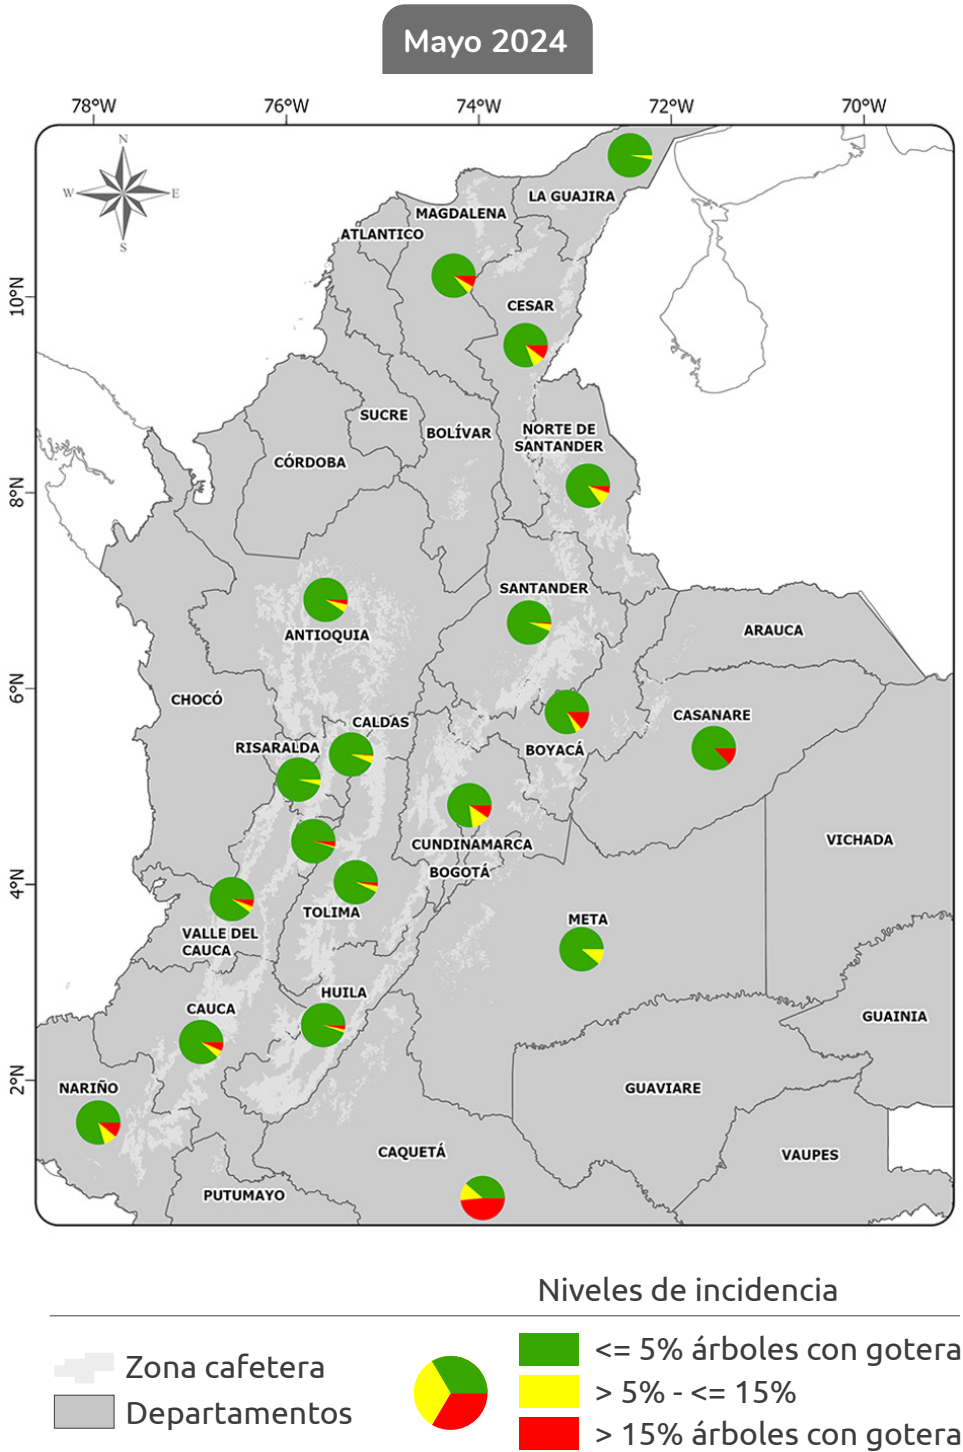 Mayo 2024
78°W 76°W 74°W 72°W 70°W
N
W E
S
10°N
8°N
6°N
4°N
2°N
LA GUAJIRA
MAGDALENA
ATLANTICO
CESAR
SUCRE
BOLÍVAR
NORTE DE
SANTANDER
CÓRDOBA
SANTANDER
ANTIOQUIA
ARAUCA
CHOCÓ
CALDAS
CASANARE
RISARALDA
BOYACÁ
CUNDINAMARCA
VICHADA
BOGOTÁ
TOLIMA
META
VALLE DEL
CAUCA
HUILA
CAUCA
GUAINIA
NARIÑO
GUAVIARE
CAQUETÁ
VAUPES
PUTUMAYO
Niveles de incidencia
Zona cafetera
Departamentos
<= 5% árboles con gotera
> 5% - <= 15%
> 15% árboles con gotera